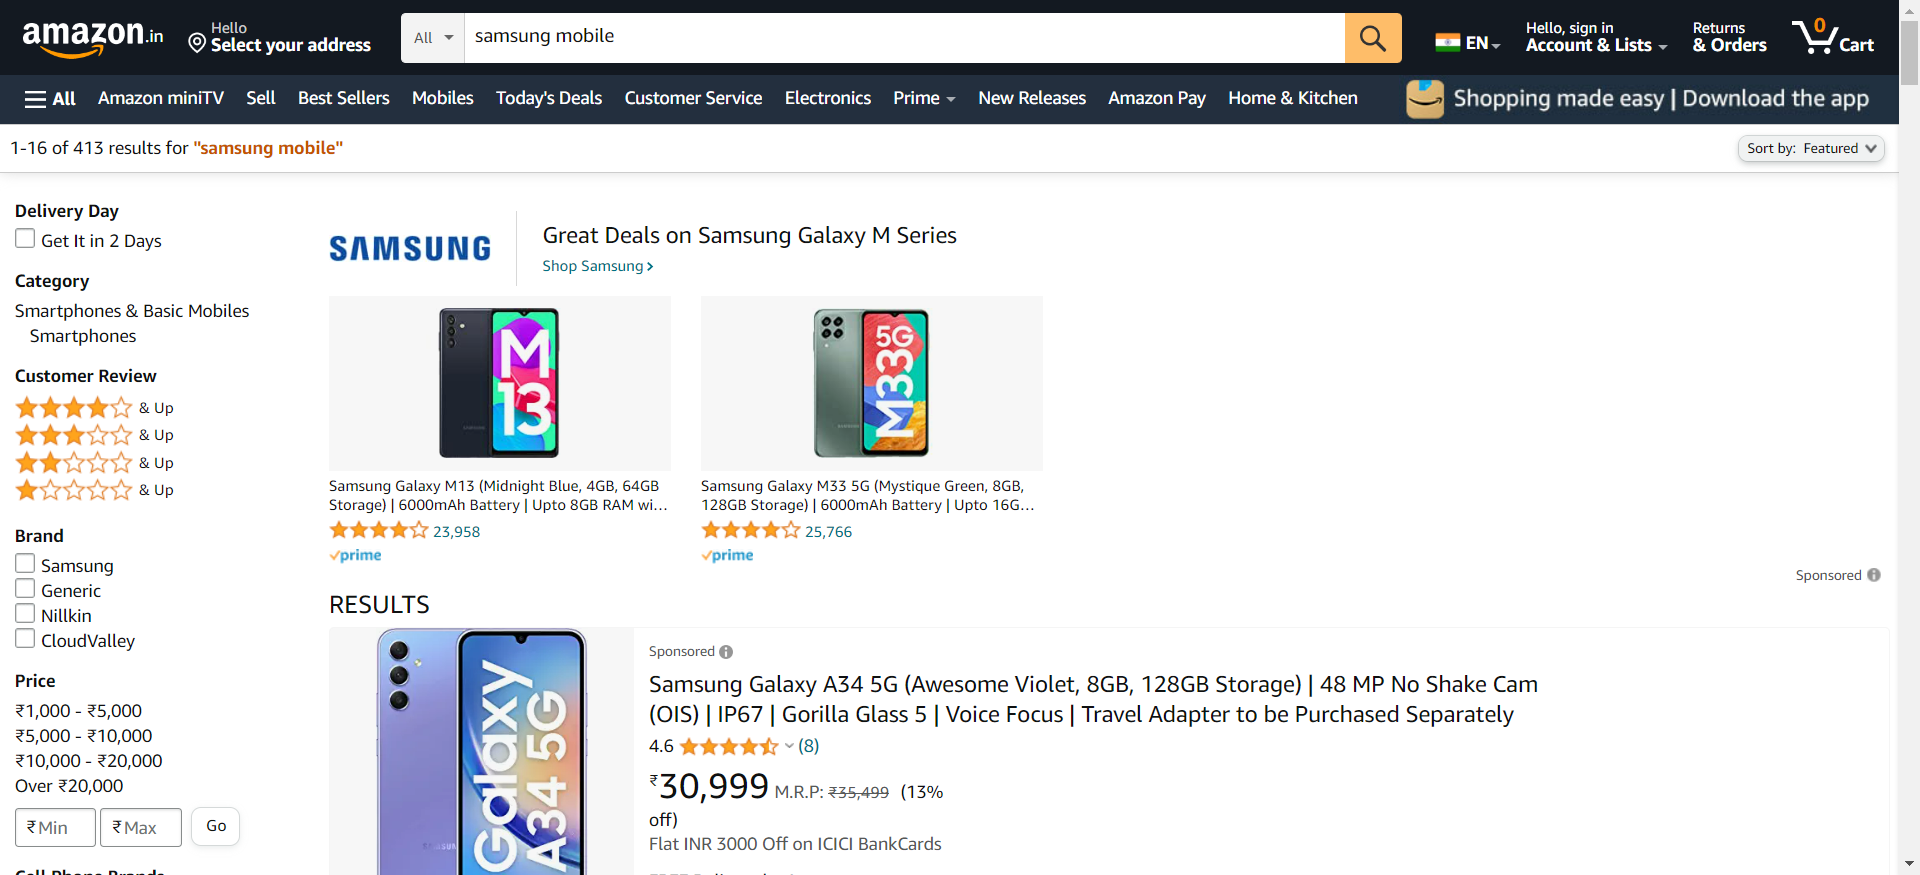 amazon.in
Hello
Select your address
All
samsung mobile
EN
Hello, sign in
Account & Lists
Returns
& Orders
0
Cart
All
Amazon miniTV
Sell
Best Sellers
Mobiles
Today's Deals
Customer Service
Electronics
Prime
New Releases
Amazon Pay
Home & Kitchen
Shopping made easy | Download the app
1-16 of 413 results for "samsung mobile"
Sort by: Featured
Delivery Day
Get It in 2 Days
Category
Smartphones & Basic Mobiles
Smartphones
Customer Review
& Up
& Up
& Up
& Up
Brand
Samsung
Generic
Nillkin
CloudValley
Price
₹1,000 - ₹5,000
₹5,000 - ₹10,000
₹10,000 - ₹20,000
Over ₹20,000
₹ Min
₹ Max
Go
SAMSUNG
Great Deals on Samsung Galaxy M Series
Shop Samsung
M
13
5G
M33
Samsung Galaxy M13 (Midnight Blue, 4GB, 64GB
Storage) | 6000mAh Battery | Upto 8GB RAM wi...
23,958
prime
Samsung Galaxy M33 5G (Mystique Green, 8GB,
128GB Storage) | 6000mAh Battery | Upto 16G...
25,766
prime
Sponsored
RESULTS
Galaxy
A34 5G
SAMSUNG
Sponsored
Samsung Galaxy A34 5G (Awesome Violet, 8GB, 128GB Storage) | 48 MP No Shake Cam
(OIS) | IP67 | Gorilla Glass 5 | Voice Focus | Travel Adapter to be Purchased Separately
4.6 (8)
₹30,999 M.R.P: ₹35,499 (13%
off)
Flat INR 3000 Off on ICICI BankCards